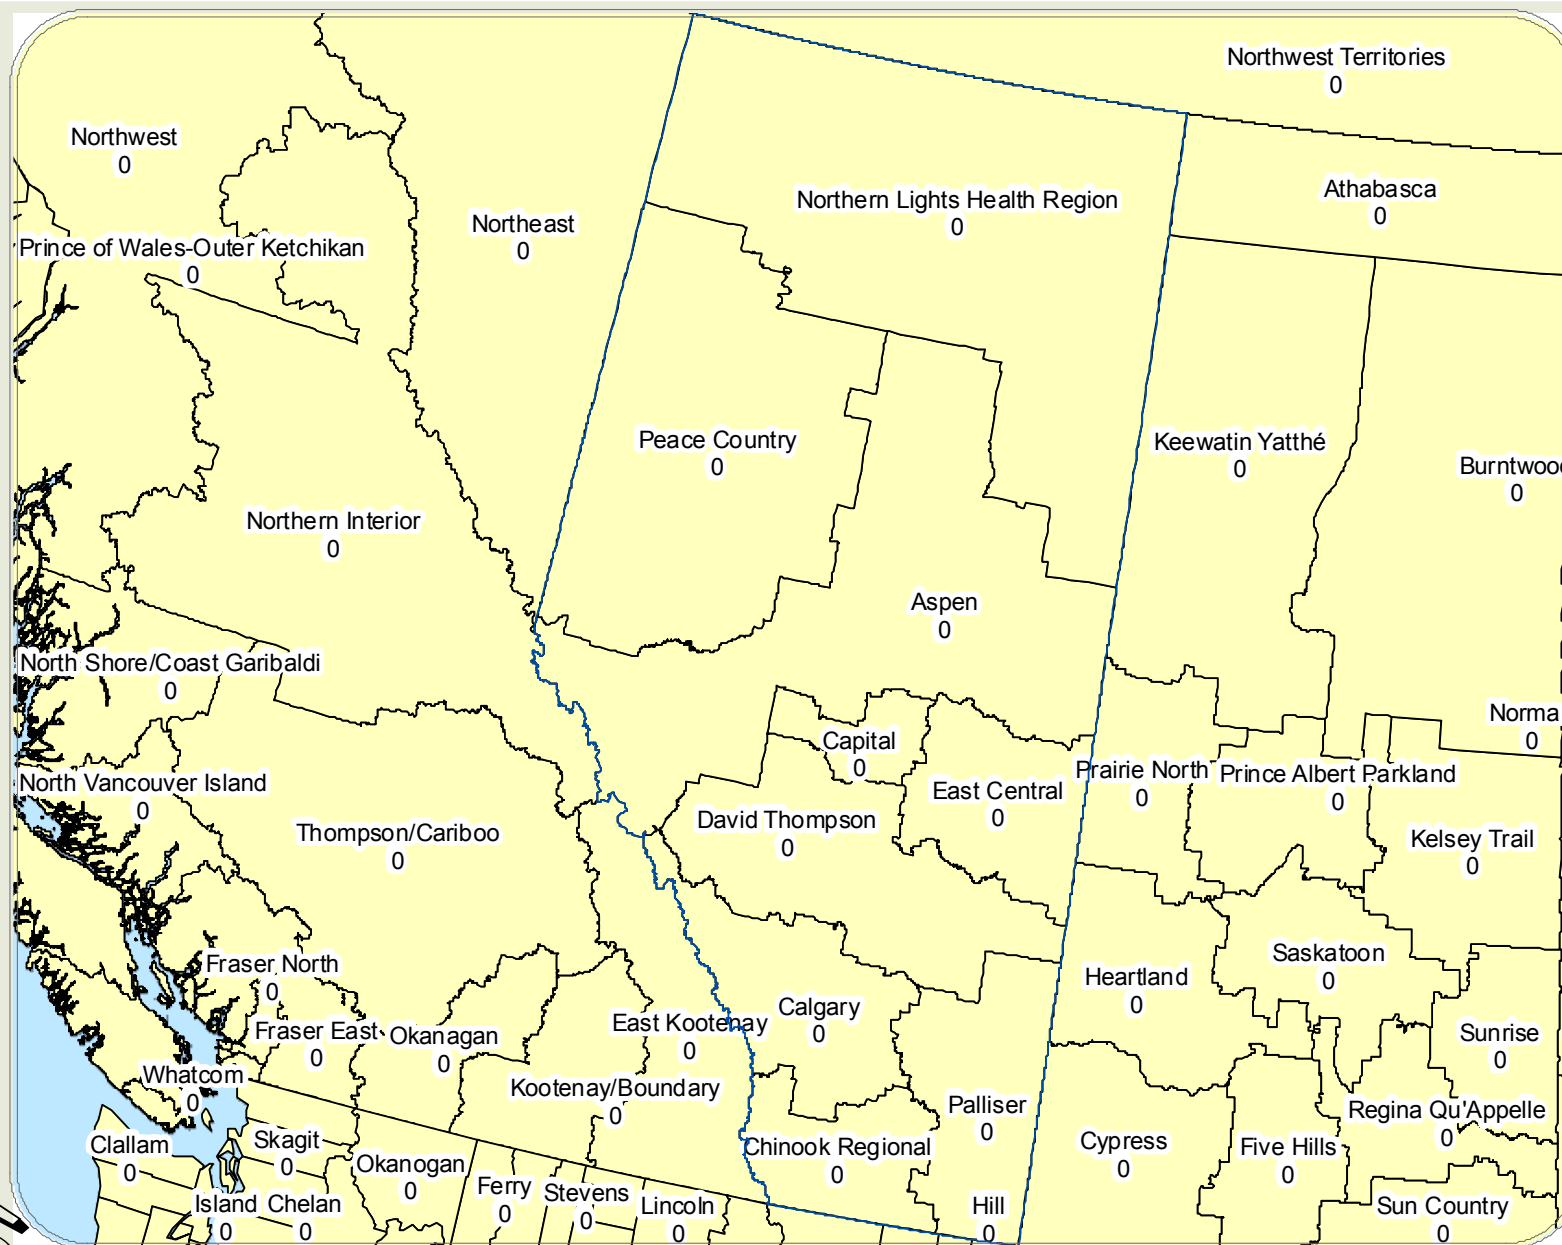 Northwest Territories
0
Northwest
0
Athabasca
0
Northern Lights Health Region
0
Northeast
0
Prince of Wales-Outer Ketchikan
0
Peace Country
0
Keewatin Yatthé
0
Burntwoo
0
Northern Interior
0
Aspen
0
North Shore/Coast Garibaldi
0
Norma
0
Capital
0
Prairie North
0
Prince Albert Parkland
0
North Vancouver Island
0
East Central
0
David Thompson
0
Thompson/Cariboo
0
Kelsey Trail
0
Saskatoon
0
Fraser North
0
Heartland
0
Calgary
0
East Kootenay
0
Fraser East
0
Okanagan
0
Sunrise
0
Whatcom
0
Kootenay/Boundary
0
Palliser
0
Regina Qu'Appelle
0
Clallam
0
Skagit
0
Chinook Regional
0
Cypress
0
Five Hills
0
Okanogan
0
Ferry
0
Stevens
0
Island
0
Chelan
0
Lincoln
0
Hill
0
Sun Country
0